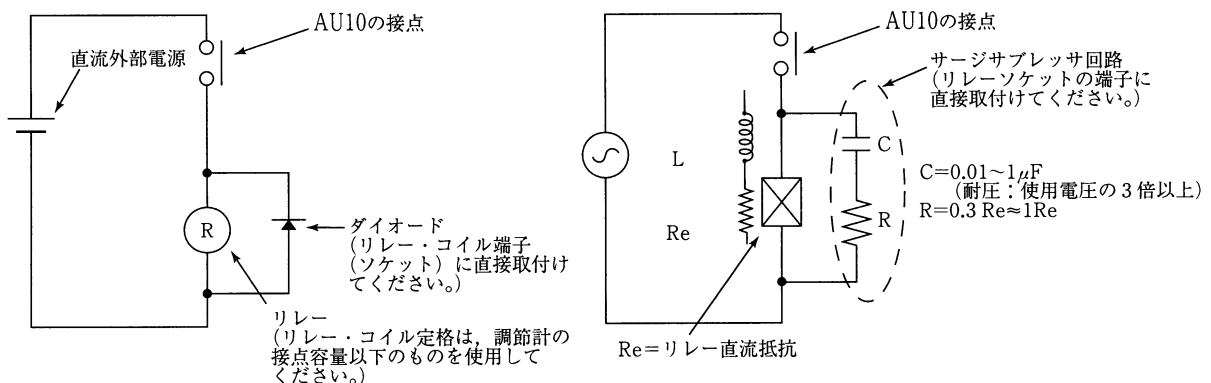 AU10の接点
直流外部電源
R
ダイオード
(リレー・コイル端子
(ソケット)に直接取付け
てください。)
リレー
(リレー・コイル定格は,調節計の
接点容量以下のものを使用して
ください。)
AU10の接点
サージサブレッサ回路
(リレーソケットの端子に
直接取付けてください。)
L
Re
C
R
C=0.01~1μF
(耐圧:使用電圧の3倍以上)
R=0.3 Re≈1Re
Re=リレー直流抵抗